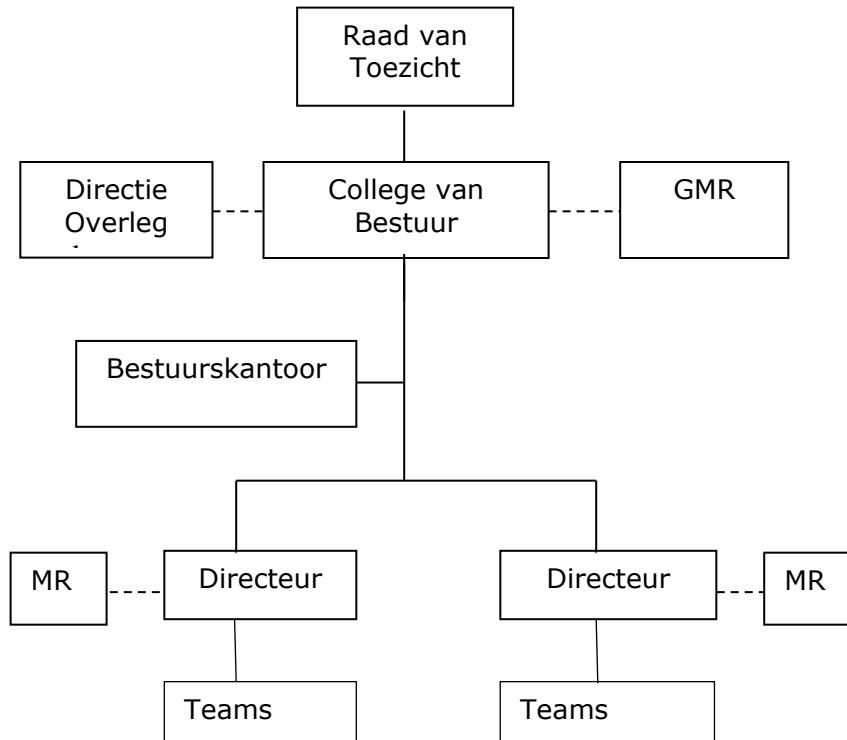 Raad van
Toezicht
Directie
Overleg
College van
Bestuur
GMR
Bestuurskantoor
MR
Directeur
Directeur
MR
Teams
Teams